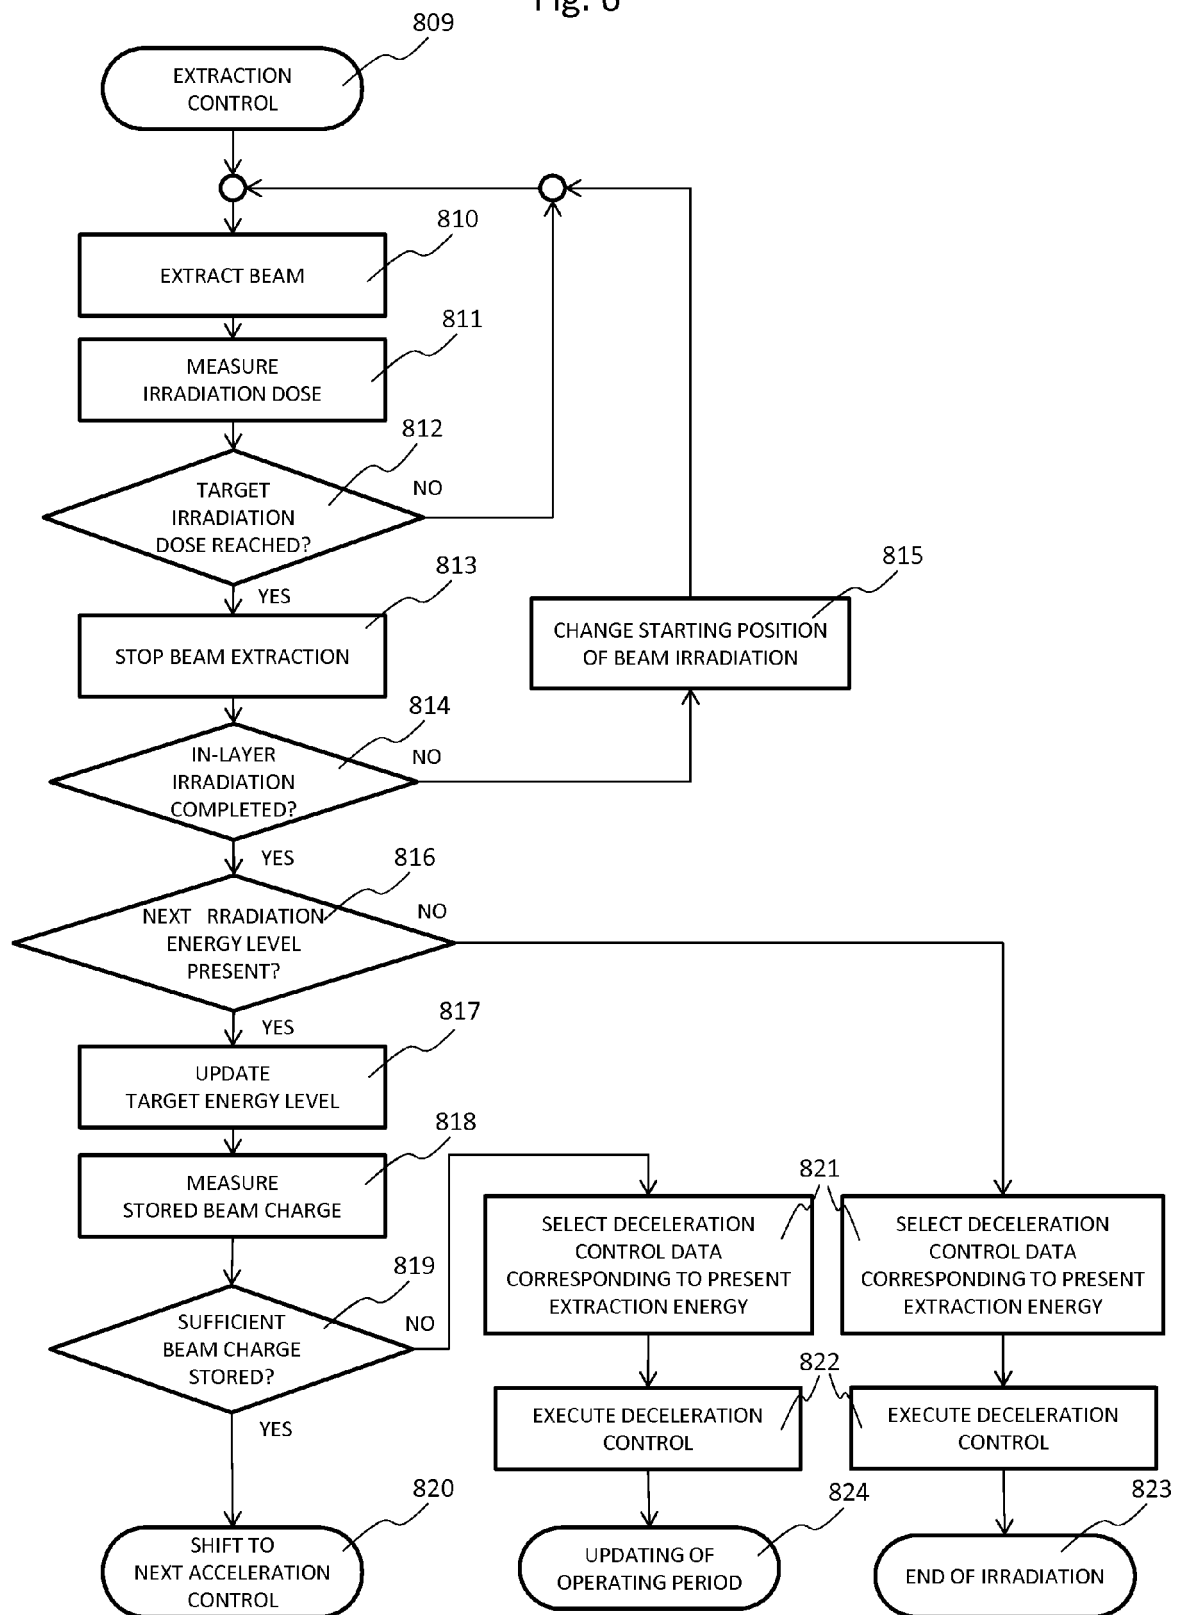 Fig. 6
809
EXTRACTION
CONTROL
810
EXTRACT BEAM
811
MEASURE
IRRADIATION DOSE
812
TARGET
IRRADIATION
DOSE REACHED?
NO
YES
813
STOP BEAM EXTRACTION
815
CHANGE STARTING POSITION
OF BEAM IRRADIATION
814
IN-LAYER
IRRADIATION
COMPLETED?
NO
YES
816
NEXT RRADIATION
ENERGY LEVEL
PRESENT?
NO
YES
817
UPDATE
TARGET ENERGY LEVEL
818
MEASURE
STORED BEAM CHARGE
819
SUFFICIENT
BEAM CHARGE
STORED?
NO
YES
821
SELECT DECELERATION
CONTROL DATA
CORRESPONDING TO PRESENT
EXTRACTION ENERGY
SELECT DECELERATION
CONTROL DATA
CORRESPONDING TO PRESENT
EXTRACTION ENERGY
822
EXECUTE DECELERATION
CONTROL
EXECUTE DECELERATION
CONTROL
820
SHIFT TO
NEXT ACCELERATION
CONTROL
824
UPDATING OF
OPERATING PERIOD
823
END OF IRRADIATION